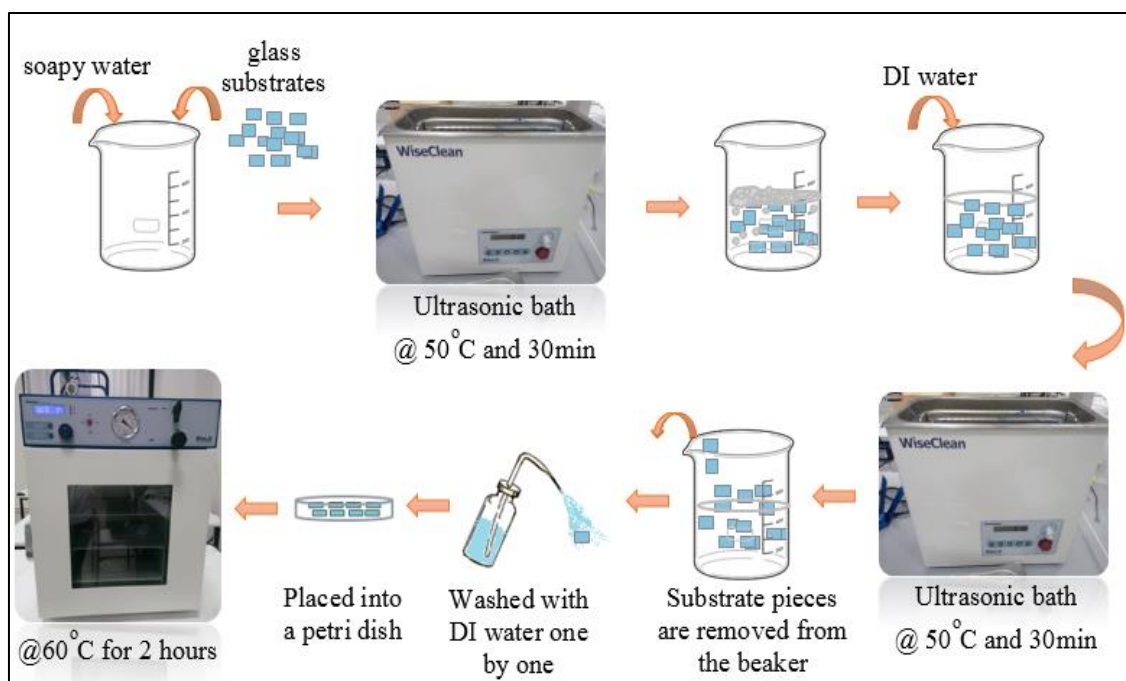 soapy water
glass
substrates
WiseClean
Ultrasonic bath
@ 50°C and 30min
DI water
WiseClean
Ultrasonic bath
@ 50°C and 30min
Substrate pieces
are removed from
the beaker
Washed with
DI water one
by one
Placed into
a petri dish
@60°C for 2 hours